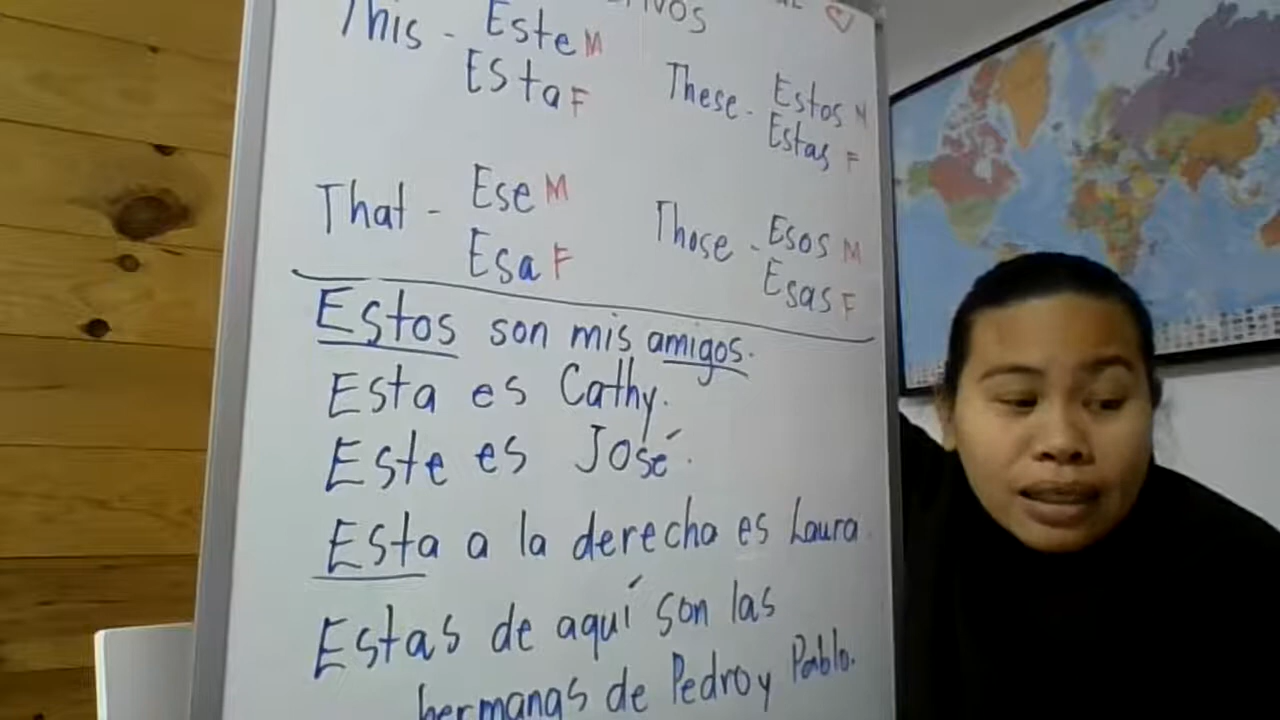 This - Este M
Esta F
These - Estos M
Estas F
That - Ese M
Esa F
Those - Esos M
Esas F
Estos son mis amigos.
Esta es Cathy.
Este es José.
Esta a la derecha es Laura.
Estas de aquí son las
hermanas de Pedro y Pablo.